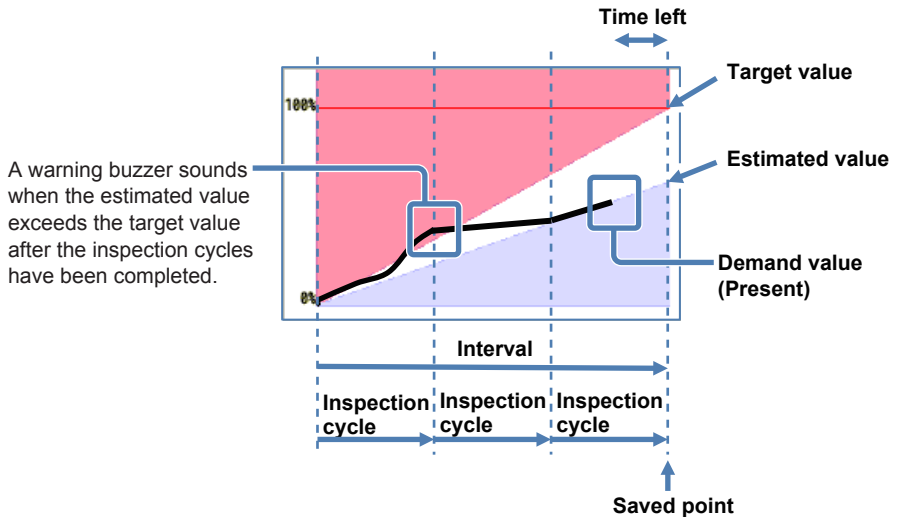 Time left
Target value
100%
A warning buzzer sounds
when the estimated value
exceeds the target value
after the inspection cycles
have been completed.
Estimated value
Demand value
(Present)
0%
Interval
Inspection
cycle
Inspection
cycle
Inspection
cycle
Saved point